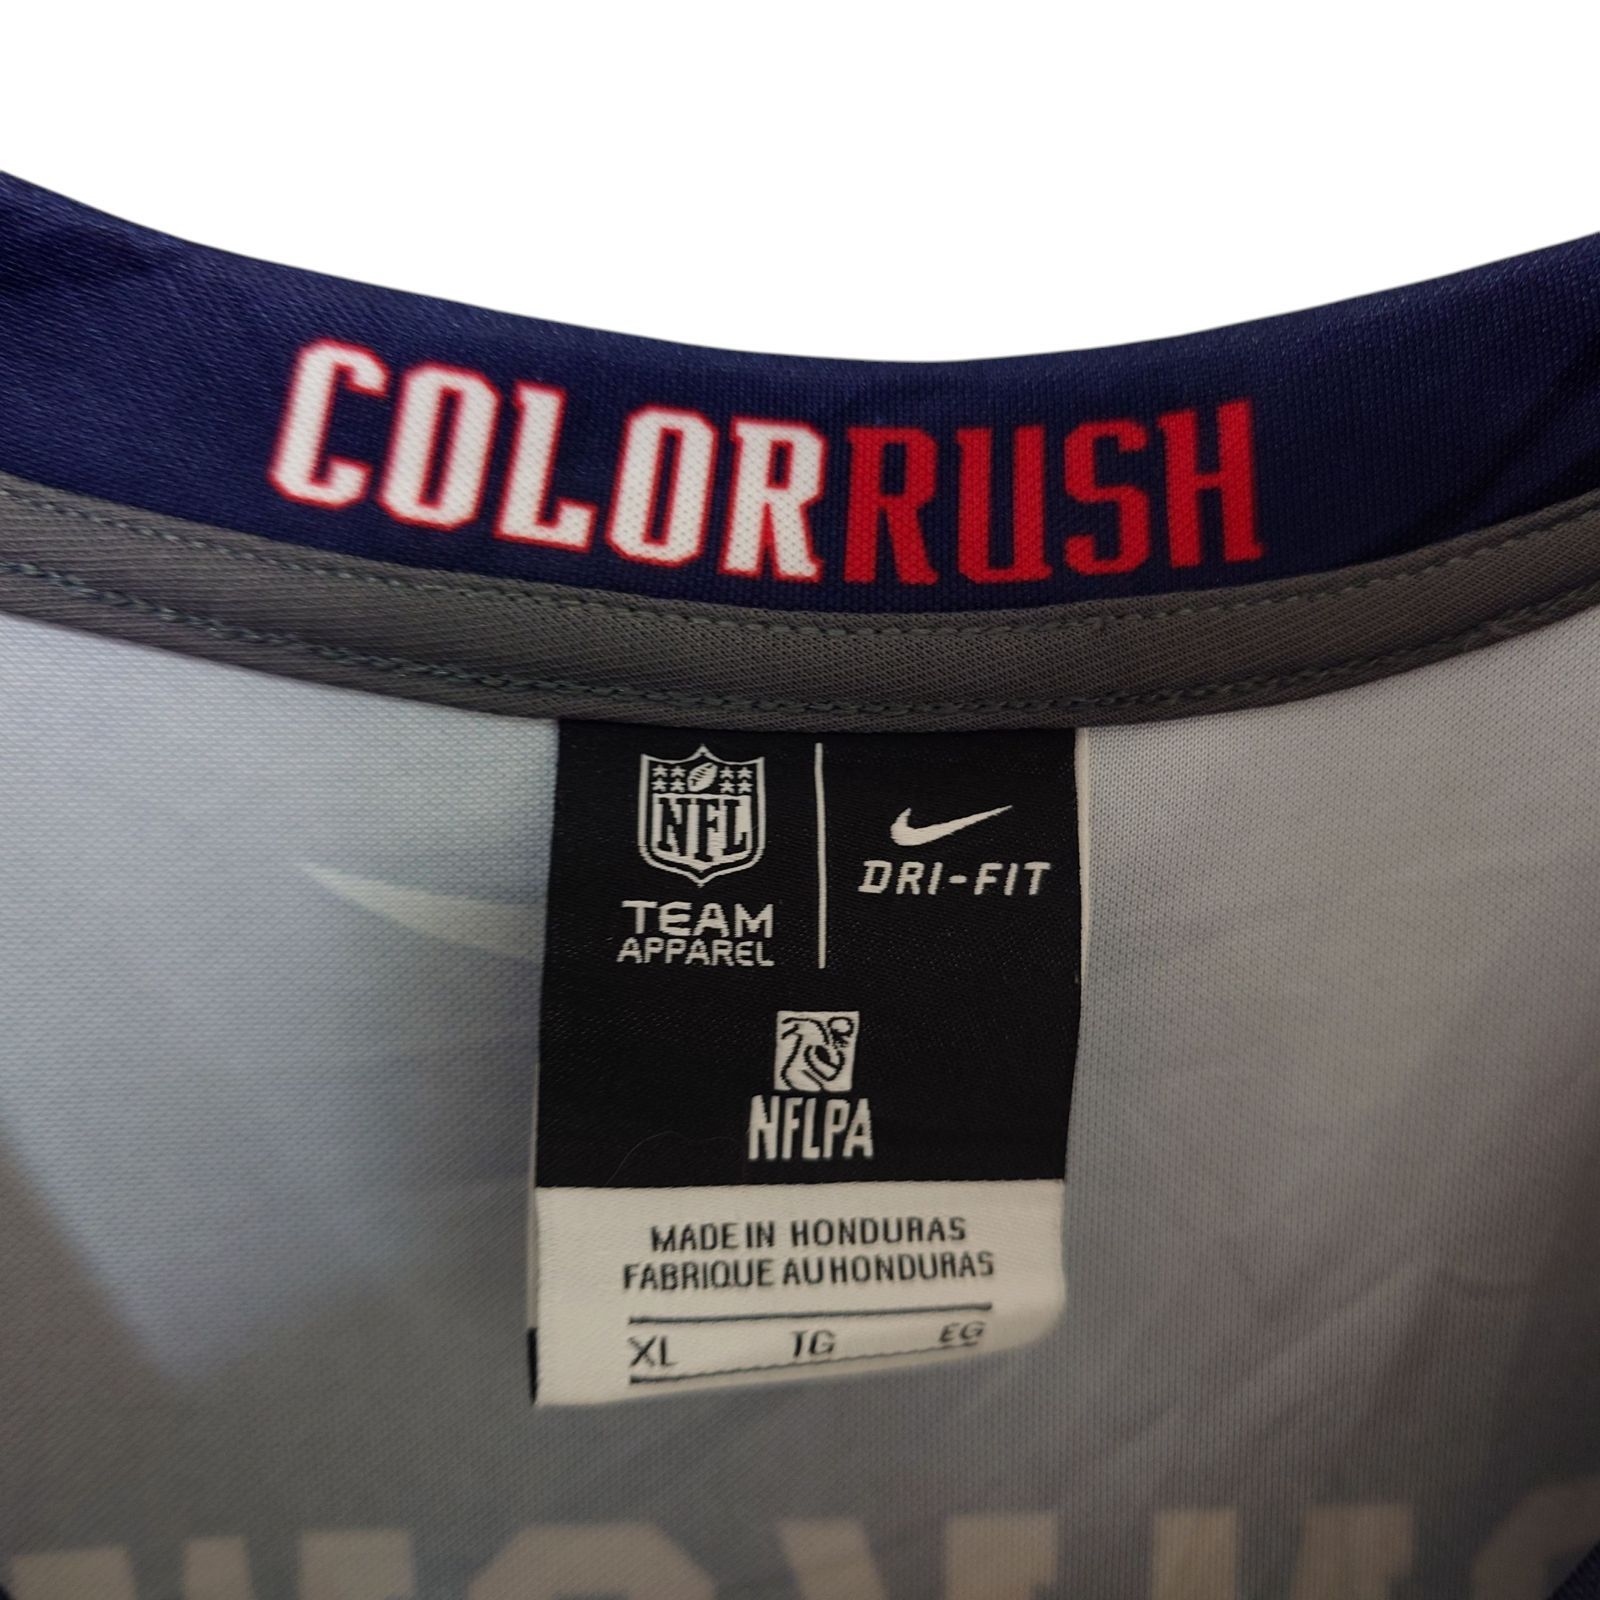 COLORRUSH
NFL
TEAM
APPAREL
DRI-FIT
NFLPA
MADE IN HONDURAS
FABRIQUE AU HONDURAS
XL TG EG